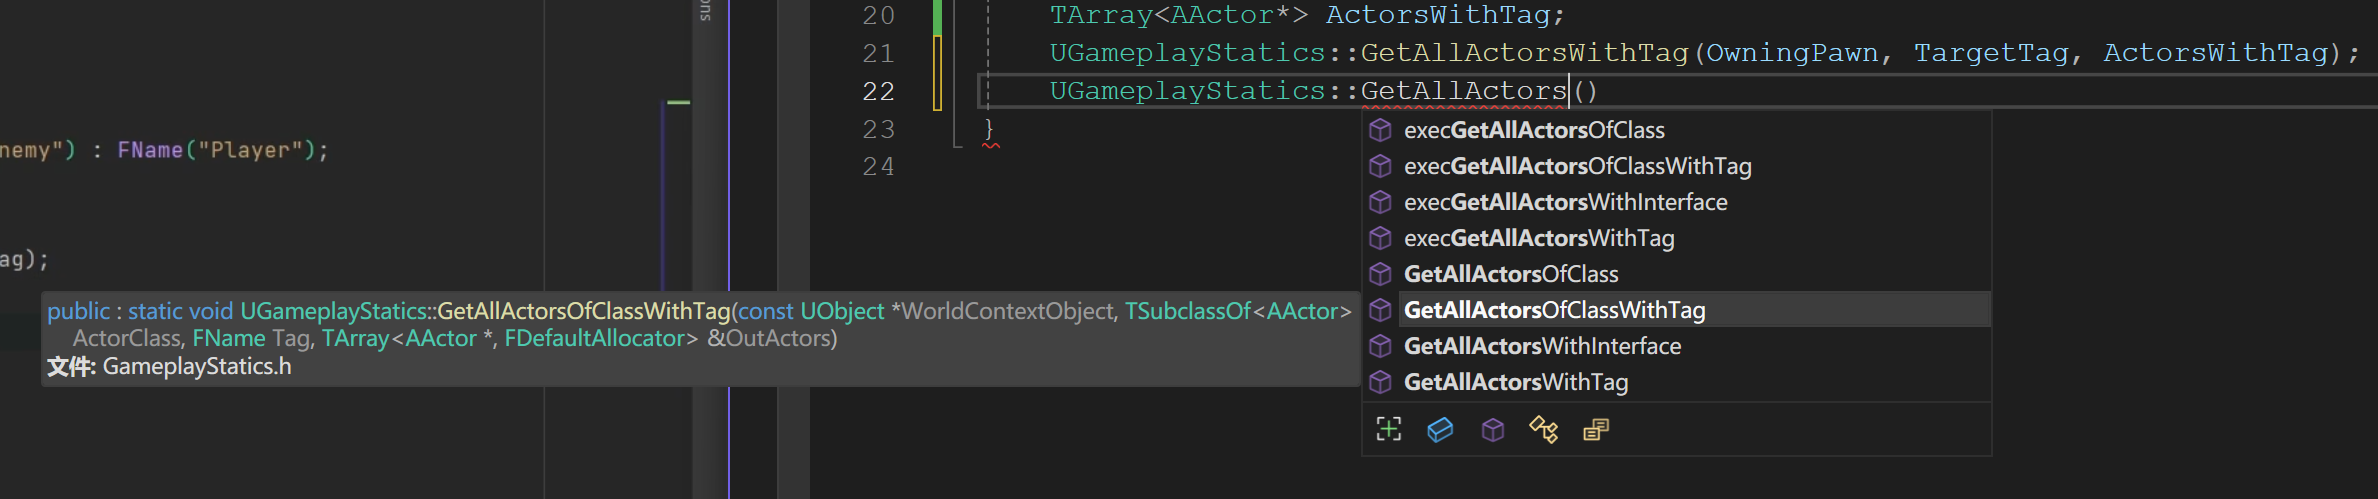 ons
nemy") : FName("Player");
ag);
20 TArray<AActor*> ActorsWithTag;
21 UGameplayStatics::GetAllActorsWithTag(OwningPawn, TargetTag, ActorsWithTag);
22 UGameplayStatics::GetAllActors()
23 }
24
execGetAllActorsOfClass
execGetAllActorsOfClassWithTag
execGetAllActorsWithInterface
execGetAllActorsWithTag
GetAllActorsOfClass
GetAllActorsOfClassWithTag
GetAllActorsWithInterface
GetAllActorsWithTag
public : static void UGameplayStatics::GetAllActorsOfClassWithTag(const UObject *WorldContextObject, TSubclassOf<AActor>
ActorClass, FName Tag, TArray<AActor *, FDefaultAllocator> &OutActors)
文件: GameplayStatics.h